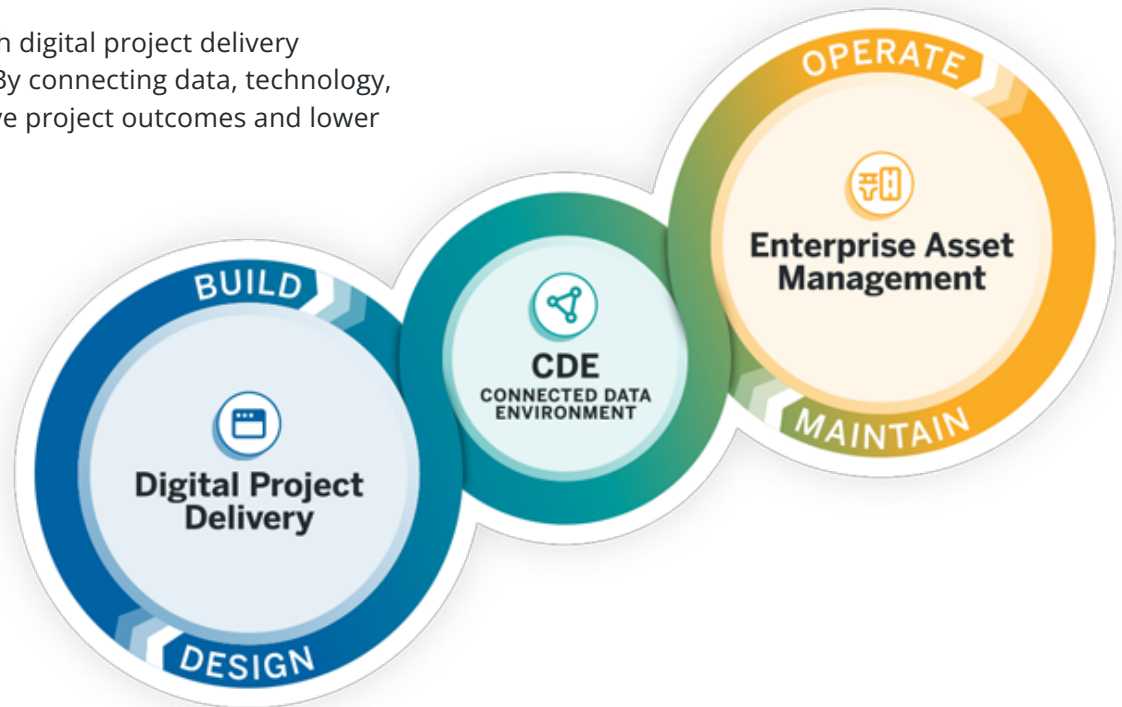 digital project delivery
By connecting data, technology,
project outcomes and lower
OPERATE
Enterprise Asset
Management
MAINTAIN
BUILD
CDE
CONNECTED DATA
ENVIRONMENT
Digital Project
Delivery
DESIGN